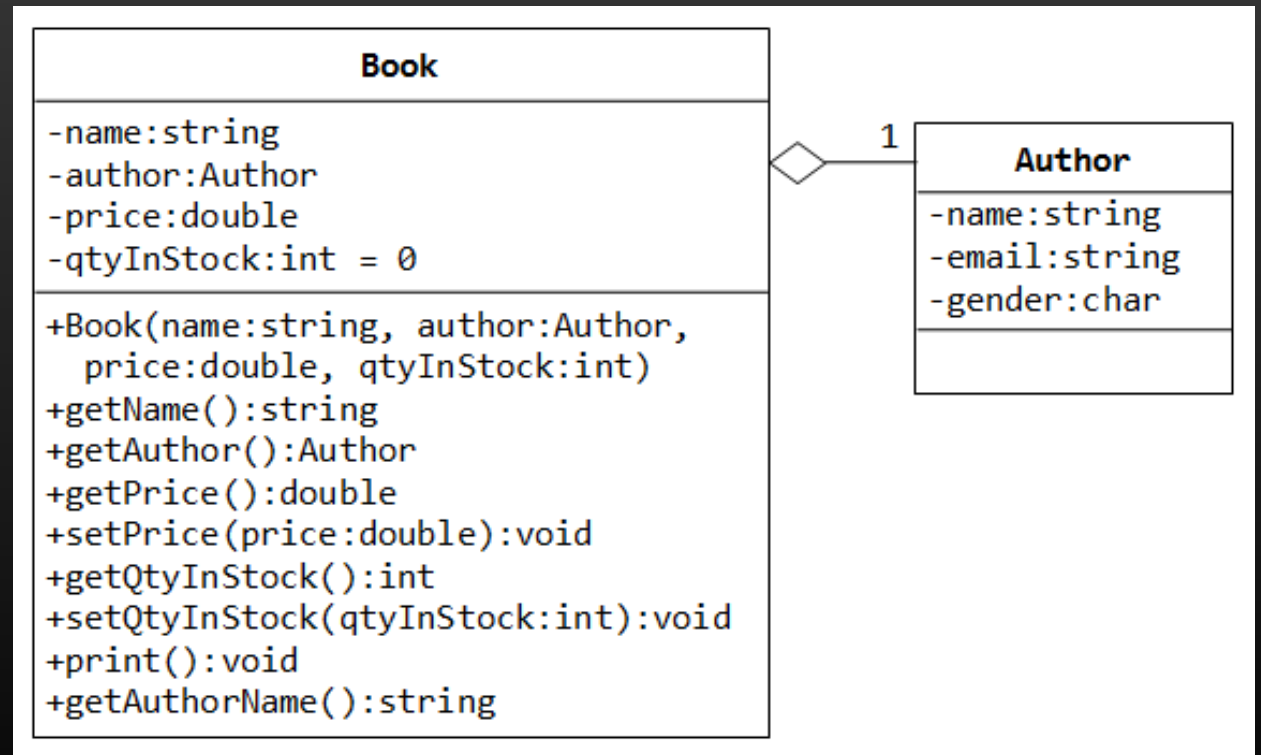 Book
-name:string
-author:Author
-price:double
-qtyInStock:int = 0
+Book(name:string, author:Author,
price:double, qtyInStock:int)
+getName():string
+getAuthor():Author
+getPrice():double
+setPrice(price:double):void
+getQtyInStock():int
+setQtyInStock(qtyInStock:int):void
+print():void
+getAuthorName():string
1
Author
-name:string
-email:string
-gender:char